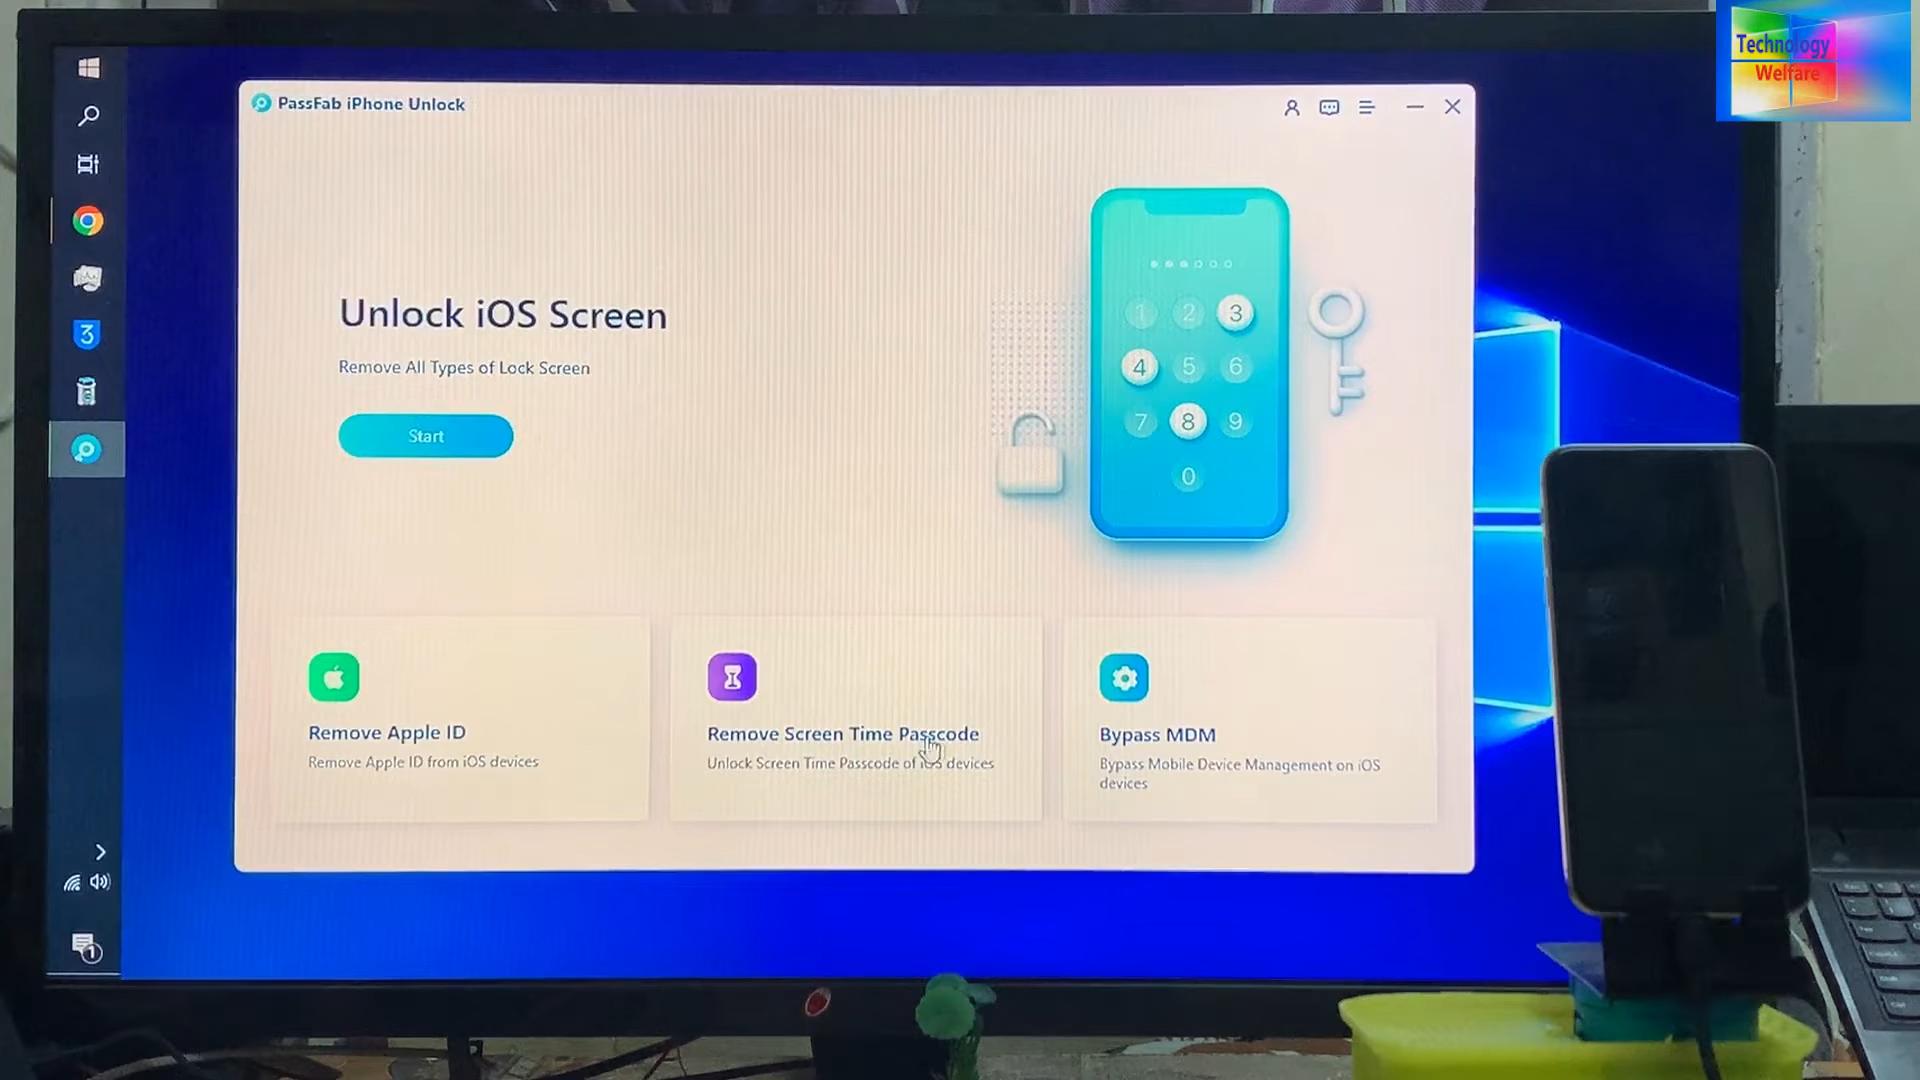 Technology
Welfare
PassFab iPhone Unlock
Unlock iOS Screen
Remove All Types of Lock Screen
Start
1 2 3
4 5 6
7 8 9
0
3
Remove Apple ID
Remove Apple ID from iOS devices
Remove Screen Time Passcode
Unlock Screen Time Passcode of iOS devices
Bypass MDM
Bypass Mobile Device Management on iOS
devices
1